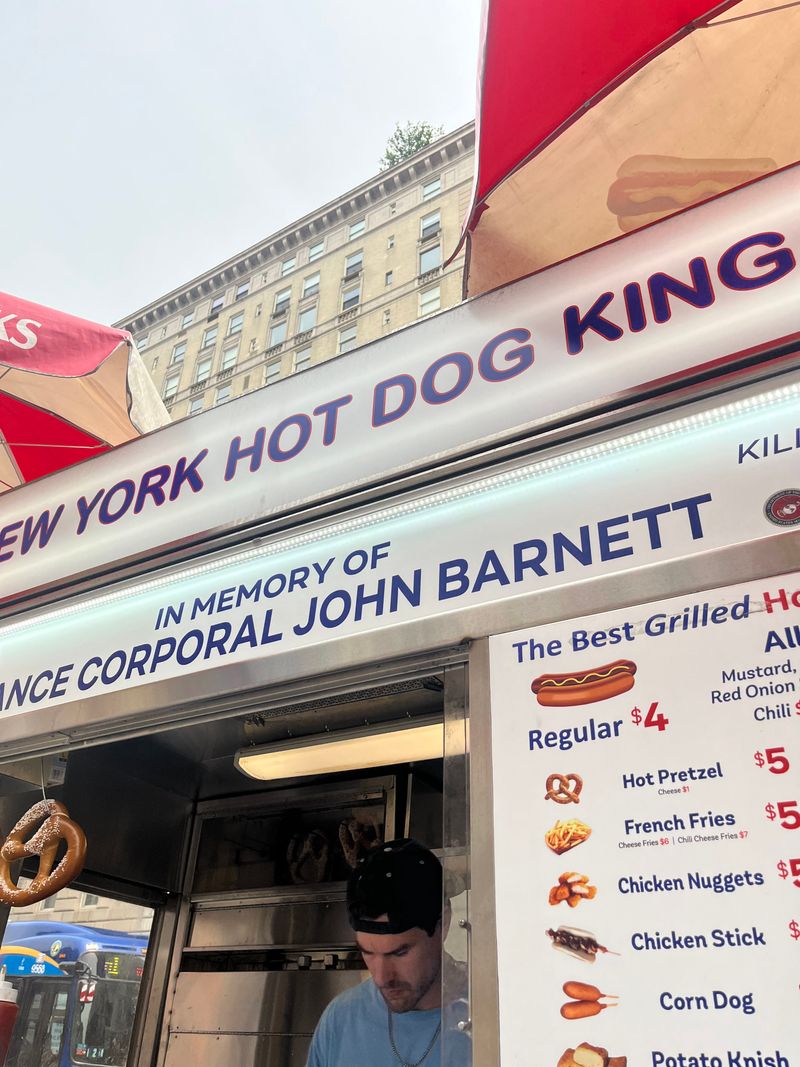 KS
EW YORK HOT DOG KING
KILL
IN MEMORY OF
ANCE CORPORAL JOHN BARNETT
The Best Grilled Ho
All
Mustard,
Red Onion
Chili $
Regular $4
Hot Pretzel $5
Cheese $1
French Fries $5
Cheese Fries $6 | Chili Cheese Fries $7
Chicken Nuggets $5
Chicken Stick $
Corn Dog
Potato Knish